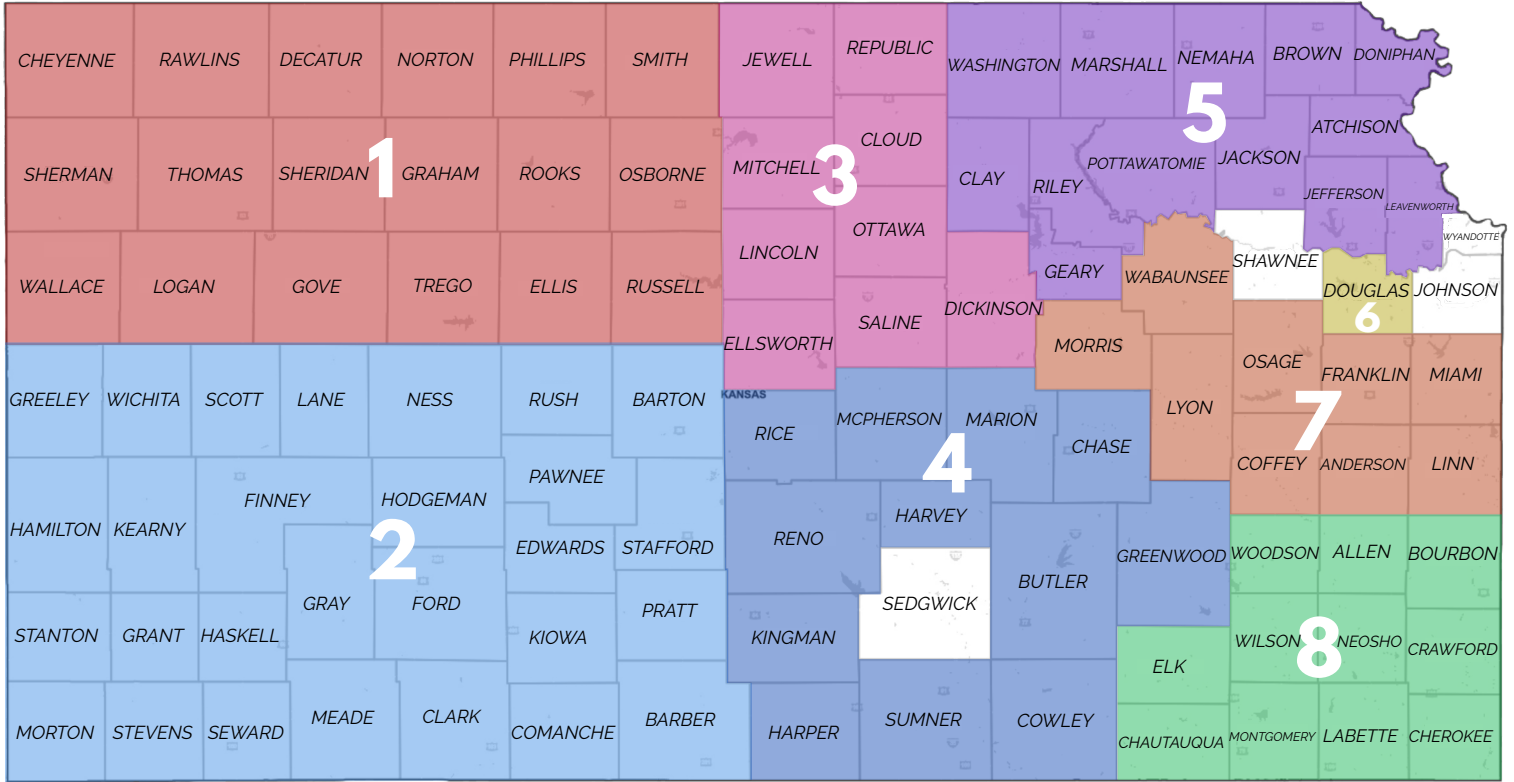 CHEYENNE RAWLINS DECATUR NORTON PHILLIPS SMITH JEWELL REPUBLIC WASHINGTON MARSHALL NEMAHA BROWN DONIPHAN
5
ATCHISON
CLOUD
SHERMAN THOMAS SHERIDAN 1 GRAHAM ROOKS OSBORNE MITCHELL 3 CLAY RILEY POTTAWATOMIE JACKSON
JEFFERSON LEAVENWORTH
OTTAWA WYANDOTTE
LINCOLN SHAWNEE
WALLACE LOGAN GOVE TREGO ELLIS RUSSELL GEARY WABAUNSEE DOUGLAS JOHNSON
SALINE DICKINSON 6
ELLSWORTH MORRIS
OSAGE FRANKLIN MIAMI
GREELEY WICHITA SCOTT LANE NESS RUSH BARTON KANSAS
RICE MCPHERSON MARION LYON 7
CHASE
4
PAWNEE COFFEY ANDERSON LINN
FINNEY HODGEMAN
HAMILTON KEARNY HARVEY
2 EDWARDS STAFFORD RENO
GREENWOOD WOODSON ALLEN BOURBON
GRAY FORD PRATT SEDGWICK BUTLER
STANTON GRANT HASKELL KIOWA KINGMAN WILSON 8 NEOSHO CRAWFORD
ELK
MORTON STEVENS SEWARD MEADE CLARK COMANCHE BARBER HARPER SUMNER COWLEY
CHAUTAUQUA MONTGOMERY LABETTE CHEROKEE